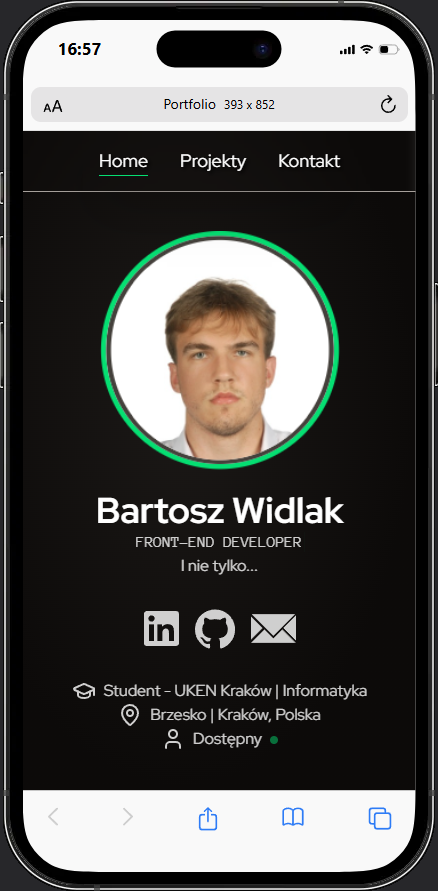 16:57
AA Portfolio 393 x 852
Home Projekty Kontakt
Bartosz Widlak
FRONT-END DEVELOPER
I nie tylko...
in
Student - UKEN Kraków | Informatyka
Brzesko | Kraków, Polska
Dostępny